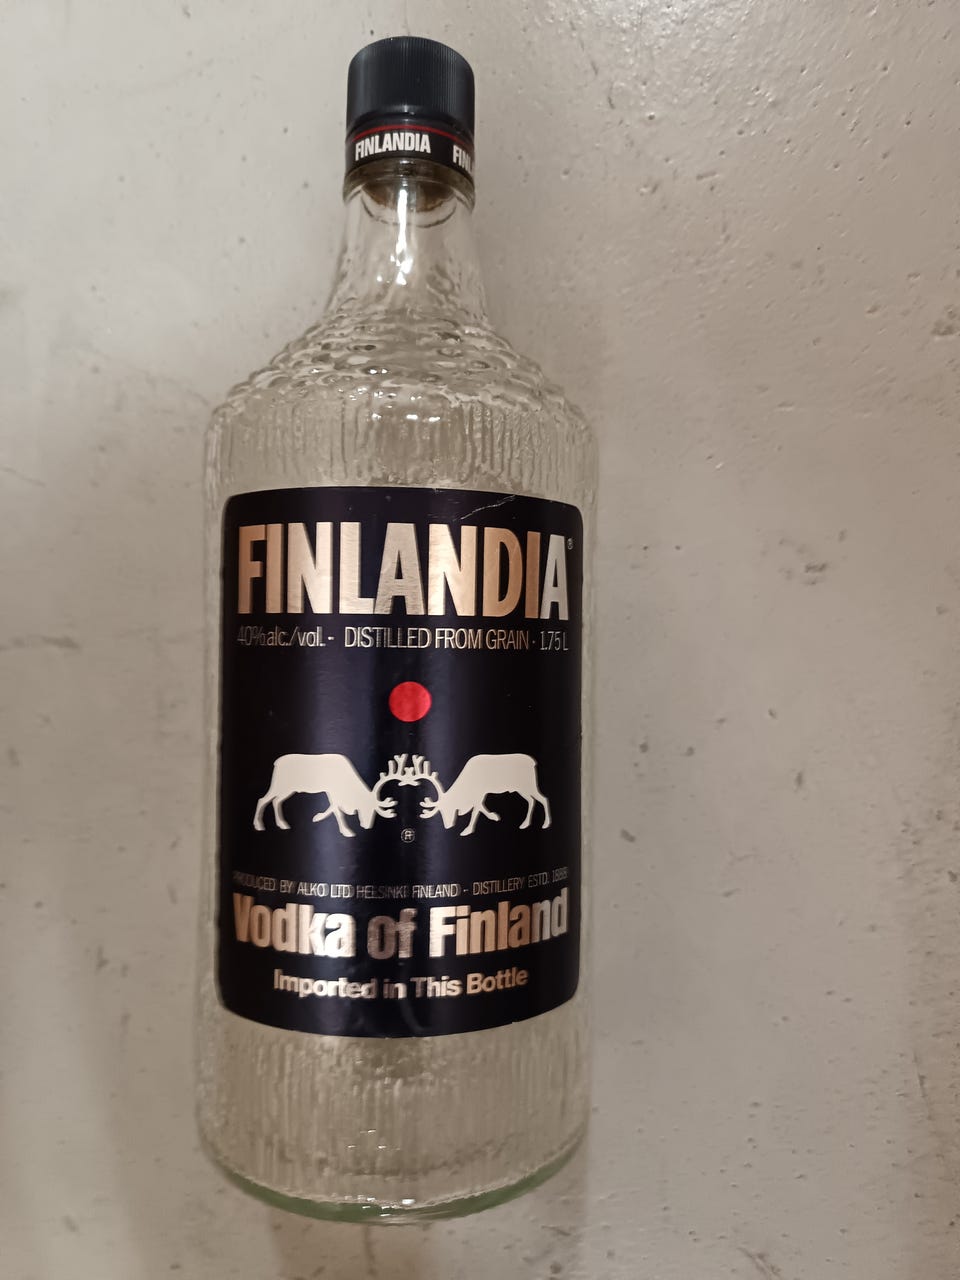 FINLANDIA FINL
FINLANDIA®
40% alc./vol. · DISTILLED FROM GRAIN · 1.75 L
®
PRODUCED BY ALKO LTD HELSINKI FINLAND - DISTILLERY ESTD. 1888
Vodka of Finland
Imported in This Bottle